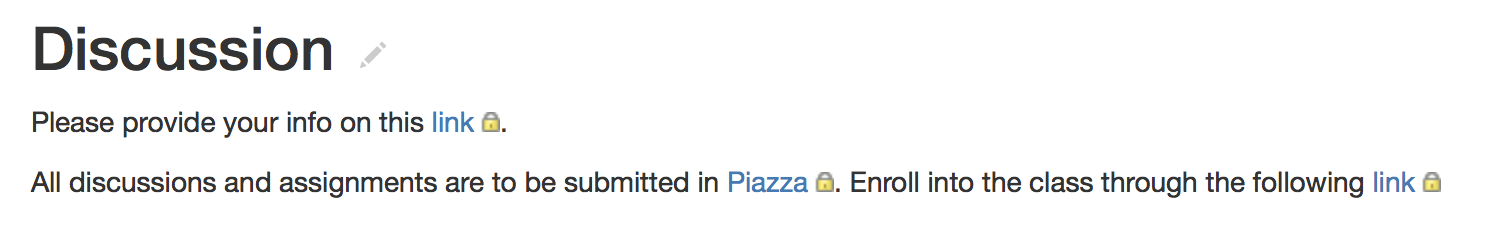 Discussion
Please provide your info on this link.
All discussions and assignments are to be submitted in Piazza. Enroll into the class through the following link